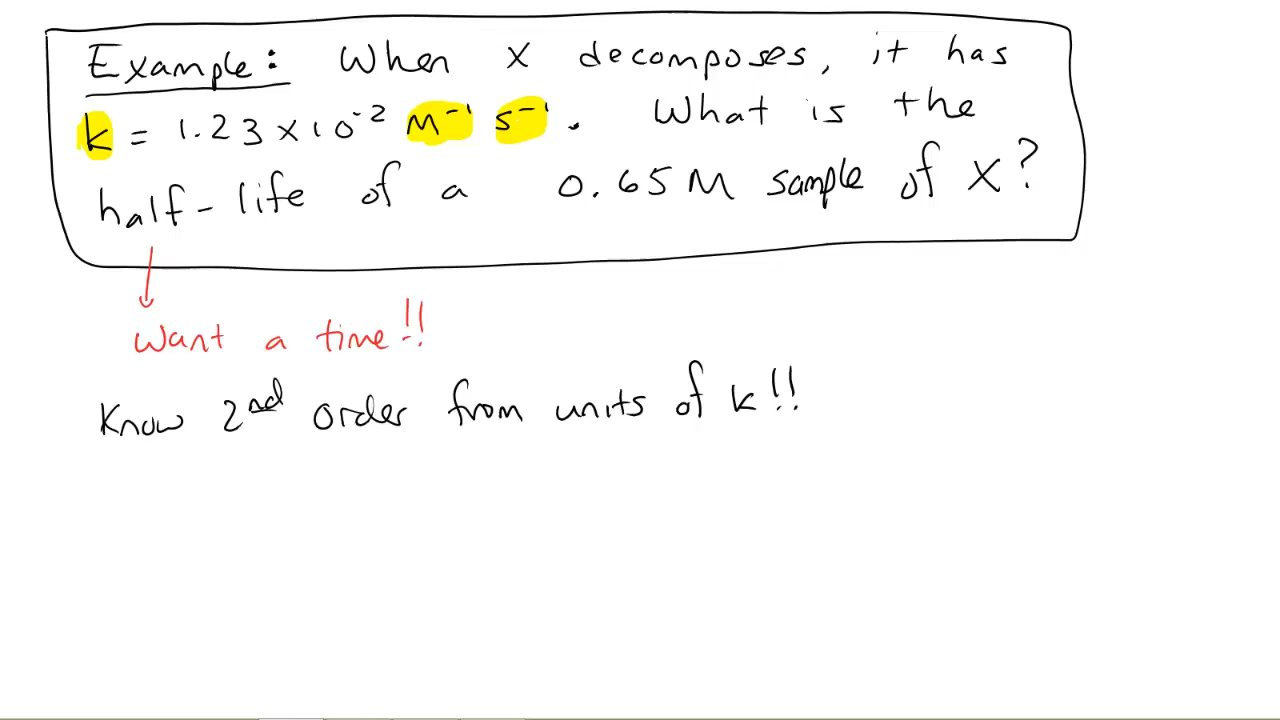 Example: When X decomposes, it has
k = 1.23 x 10⁻² M⁻¹ s⁻¹. What is the
half-life of a 0.65 M sample of X?
Want a time!!
Know 2nd order from units of k!!